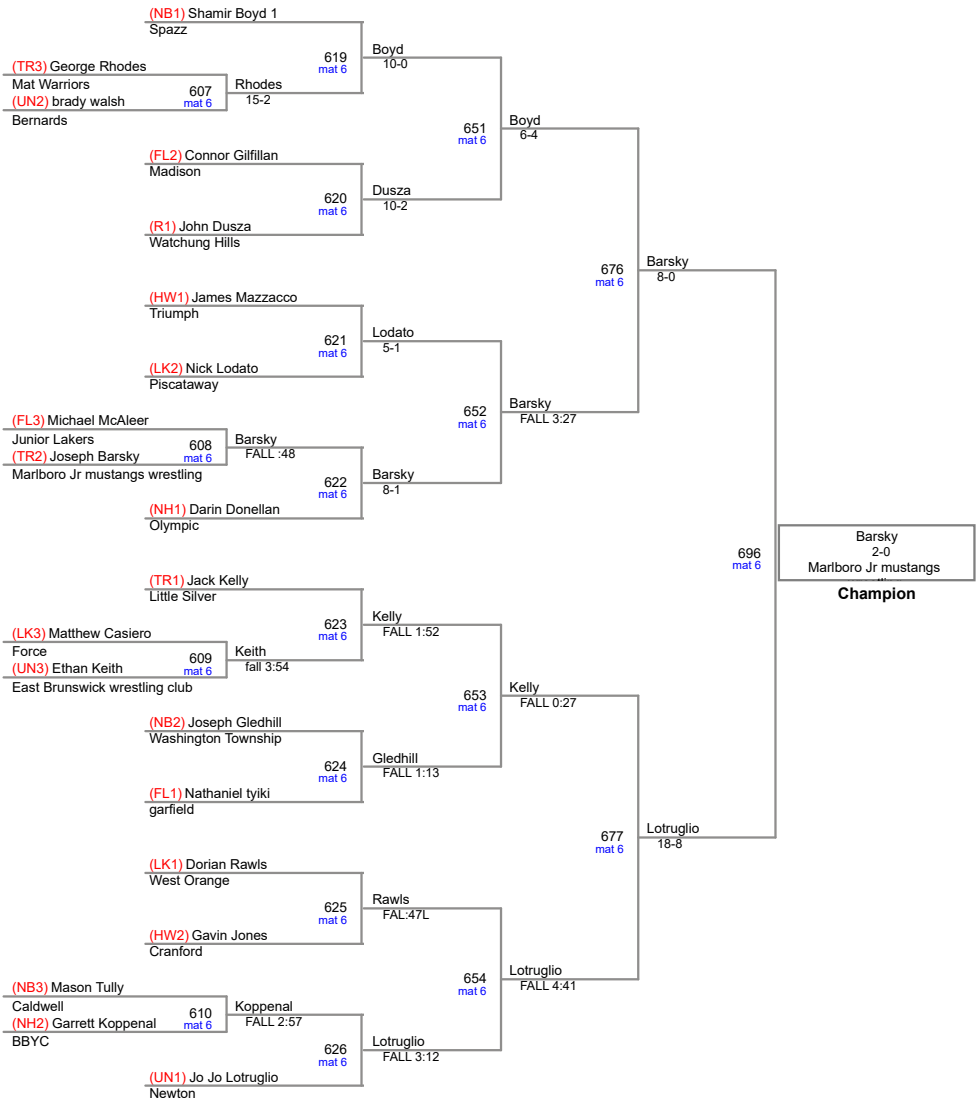 (NB1) Shamir Boyd 1
Spazz
619
mat 6
Boyd
10-0
(TR3) George Rhodes
Mat Warriors
607
mat 6
Rhodes
15-2
(UN2) brady walsh
Bernards
651
mat 6
Boyd
6-4
(FL2) Connor Gilfillan
Madison
620
mat 6
Dusza
10-2
(R1) John Dusza
Watchung Hills
676
mat 6
Barsky
8-0
(HW1) James Mazzacco
Triumph
621
mat 6
Lodato
5-1
(LK2) Nick Lodato
Piscataway
652
mat 6
Barsky
FALL 3:27
(FL3) Michael McAleer
Junior Lakers
608
mat 6
Barsky
FALL :48
(TR2) Joseph Barsky
Marlboro Jr mustangs wrestling
622
mat 6
Barsky
8-1
(NH1) Darin Donellan
Olympic
696
mat 6
Barsky
2-0
Marlboro Jr mustangs
Champion
(TR1) Jack Kelly
Little Silver
623
mat 6
Kelly
FALL 1:52
(LK3) Matthew Casiero
Force
609
mat 6
Keith
fall 3:54
(UN3) Ethan Keith
East Brunswick wrestling club
653
mat 6
Kelly
FALL 0:27
(NB2) Joseph Gledhill
Washington Township
624
mat 6
Gledhill
FALL 1:13
(FL1) Nathaniel tyiki
garfield
677
mat 6
Lotruglio
18-8
(LK1) Dorian Rawls
West Orange
625
mat 6
Rawls
FAL:47L
(HW2) Gavin Jones
Cranford
654
mat 6
Lotruglio
FALL 4:41
(NB3) Mason Tully
Caldwell
610
mat 6
Koppenal
FALL 2:57
(NH2) Garrett Koppenal
BBYC
626
mat 6
Lotruglio
FALL 3:12
(UN1) Jo Jo Lotruglio
Newton